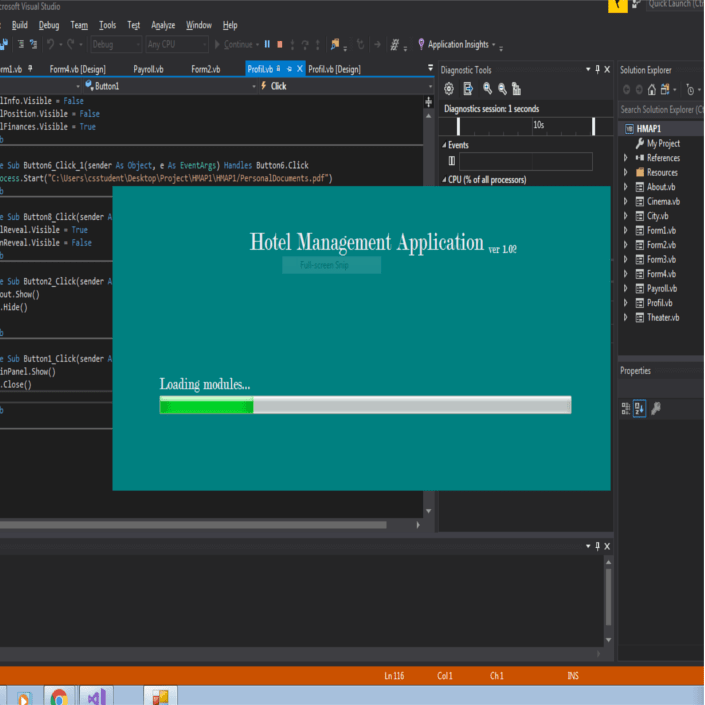 crosoft Visual Studio
Quick Launch (Ctr
Build Debug Team Tools Test Analyze Window Help
Debug Any CPU Continue Application Insights
rm1.vb Form4.vb [Design] Payroll.vb Form2.vb Profil.vb Profil.vb [Design]
Button1 Click
lInfo.Visible = False
lPosition.Visible = False
lFinances.Visible = True
b
e Sub Button6_Click_1(sender As Object, e As EventArgs) Handles Button6.Click
ocess.Start("C:\Users\csstudent\Desktop\Project\HMAP1\HMAP1/PersonalDocuments.pdf")
b
e Sub Button8_Click(sender A
lReveal.Visible = True
nReveal.Visible = False
b
e Sub Button2_Click(sender A
out.Show()
.Hide()
b
e Sub Button1_Click(sender A
inPanel.Show()
.Close()
b
Diagnostic Tools
Diagnostics session: 1 seconds
10s
Events
CPU (% of all processors)
Solution Explorer
Search Solution Explorer (Ct
HMAP1
My Project
References
Resources
About.vb
Cinema.vb
City.vb
Form1.vb
Form2.vb
Form3.vb
Form4.vb
Payroll.vb
Profil.vb
Theater.vb
Properties
Hotel Management Application ver 1.02
Full-screen Snip
Loading modules...
Ln 116 Col 1 Ch 1 INS